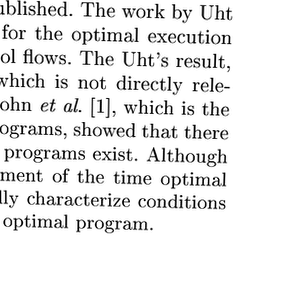 ublished. The work by Uht
for the optimal execution
ol flows. The Uht's result,
which is not directly rele-
ohn et al. [1], which is the
ograms, showed that there
programs exist. Although
ment of the time optimal
lly characterize conditions
optimal program.